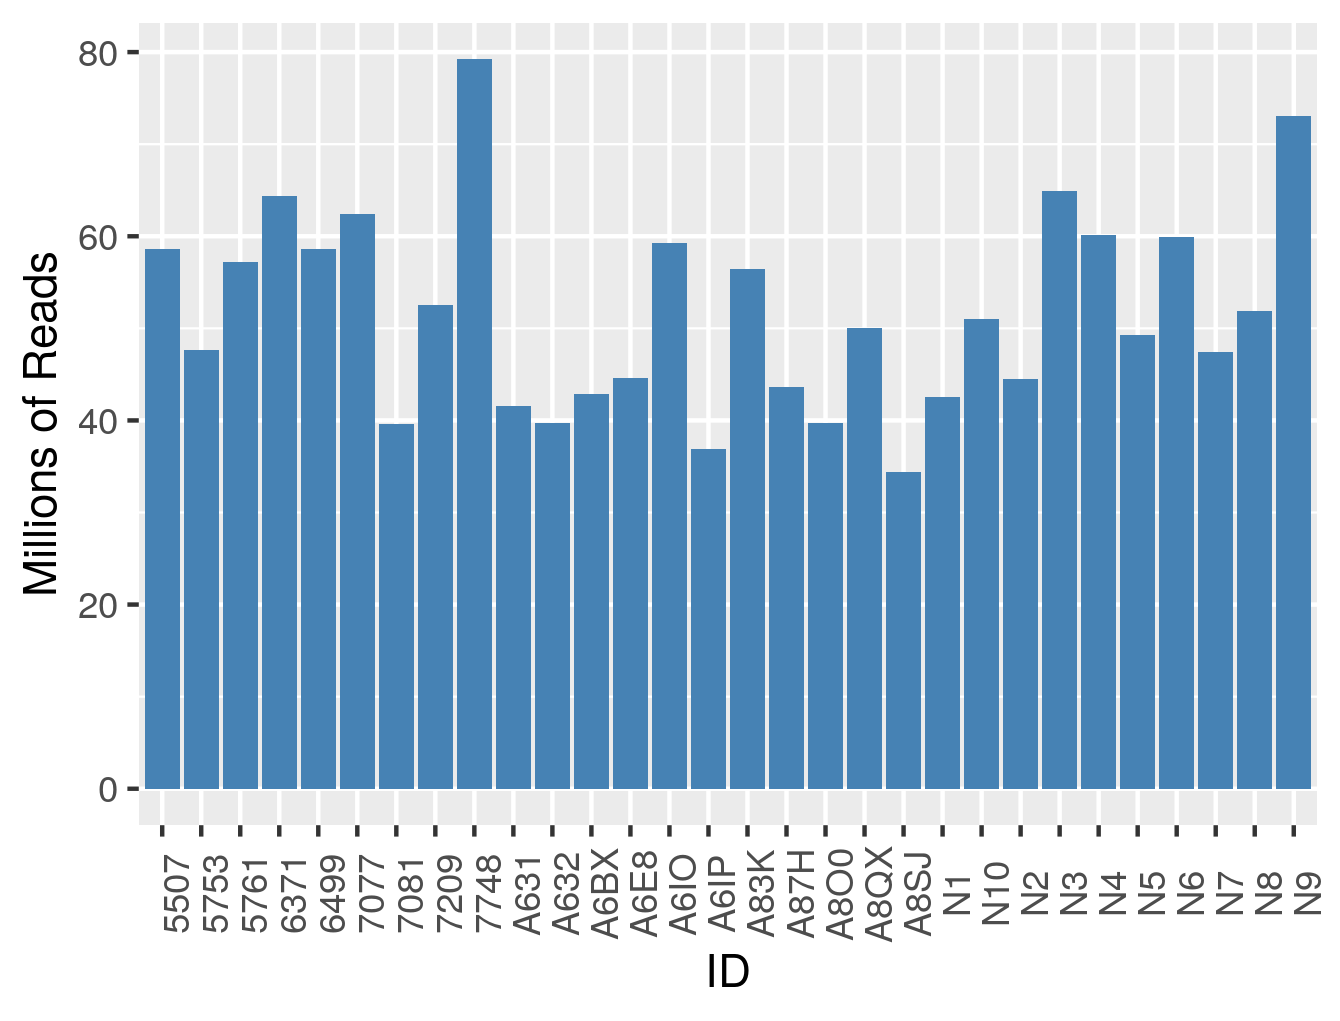 Millions of Reads
80
60
40
20
0
5507
5753
5761
6371
6499
7077
7081
7209
7748
A631
A632
A6BX
A6E8
A6IO
A6IP
A83K
A87H
A8O0
A8QX
A8SJ
N1
N10
N2
N3
N4
N5
N6
N7
N8
N9
ID